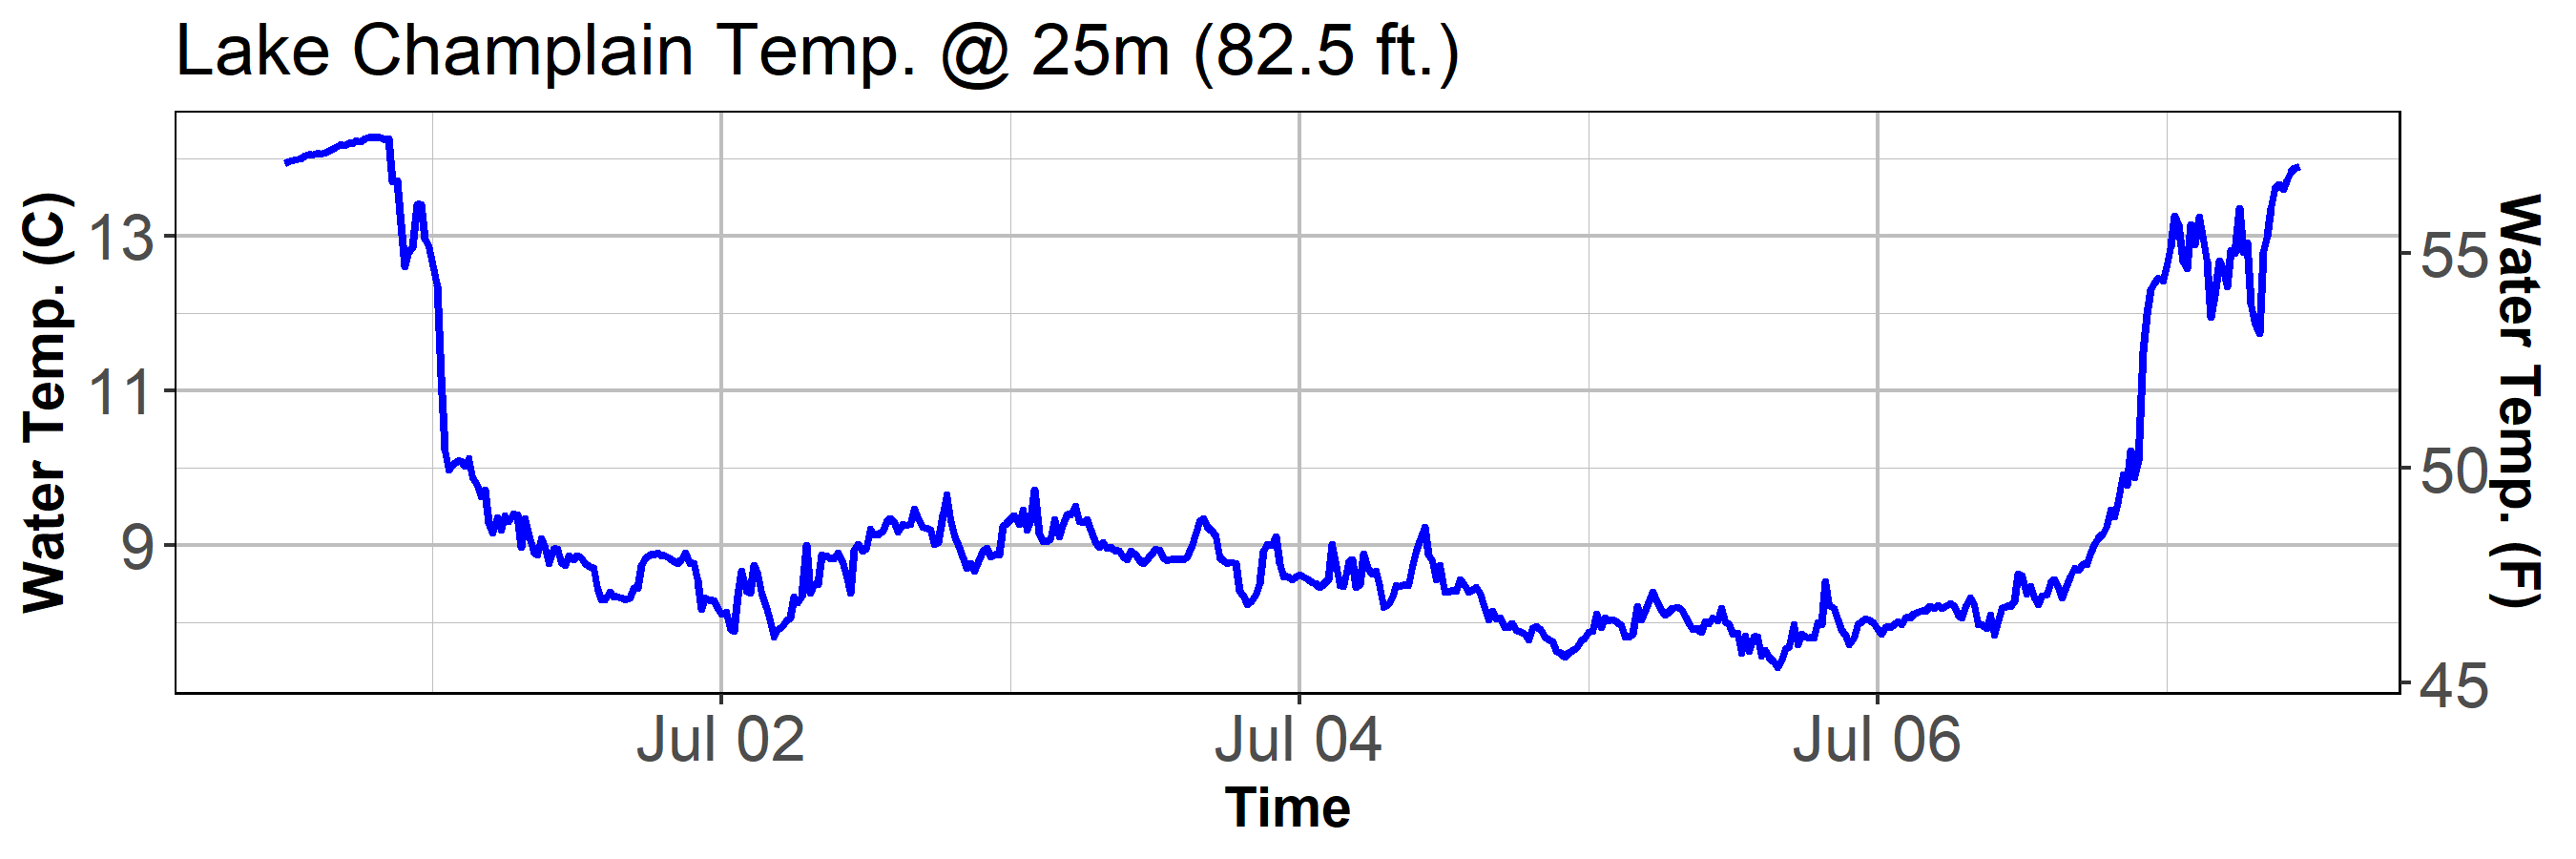 Lake Champlain Temp. @ 25m (82.5 ft.)
Water Temp. (C)
13
11
9
55
50
45
Water Temp. (F)
Jul 02 Jul 04 Jul 06
Time